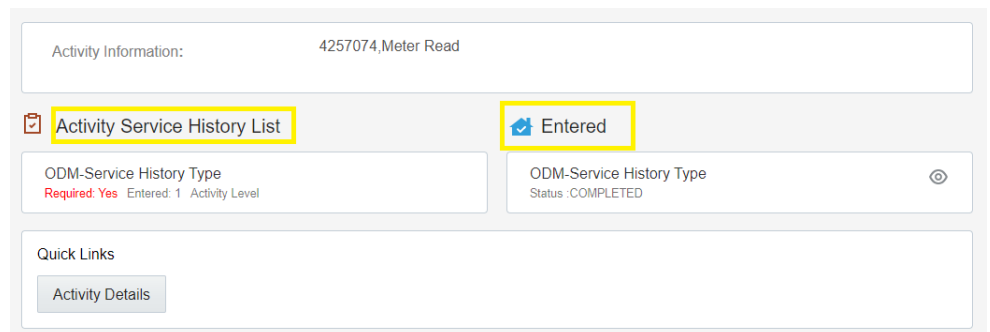 Activity Information: 4257074,Meter Read
Activity Service History List
Entered
ODM-Service History Type
Required: Yes Entered: 1 Activity Level
ODM-Service History Type
Status :COMPLETED
Quick Links
Activity Details